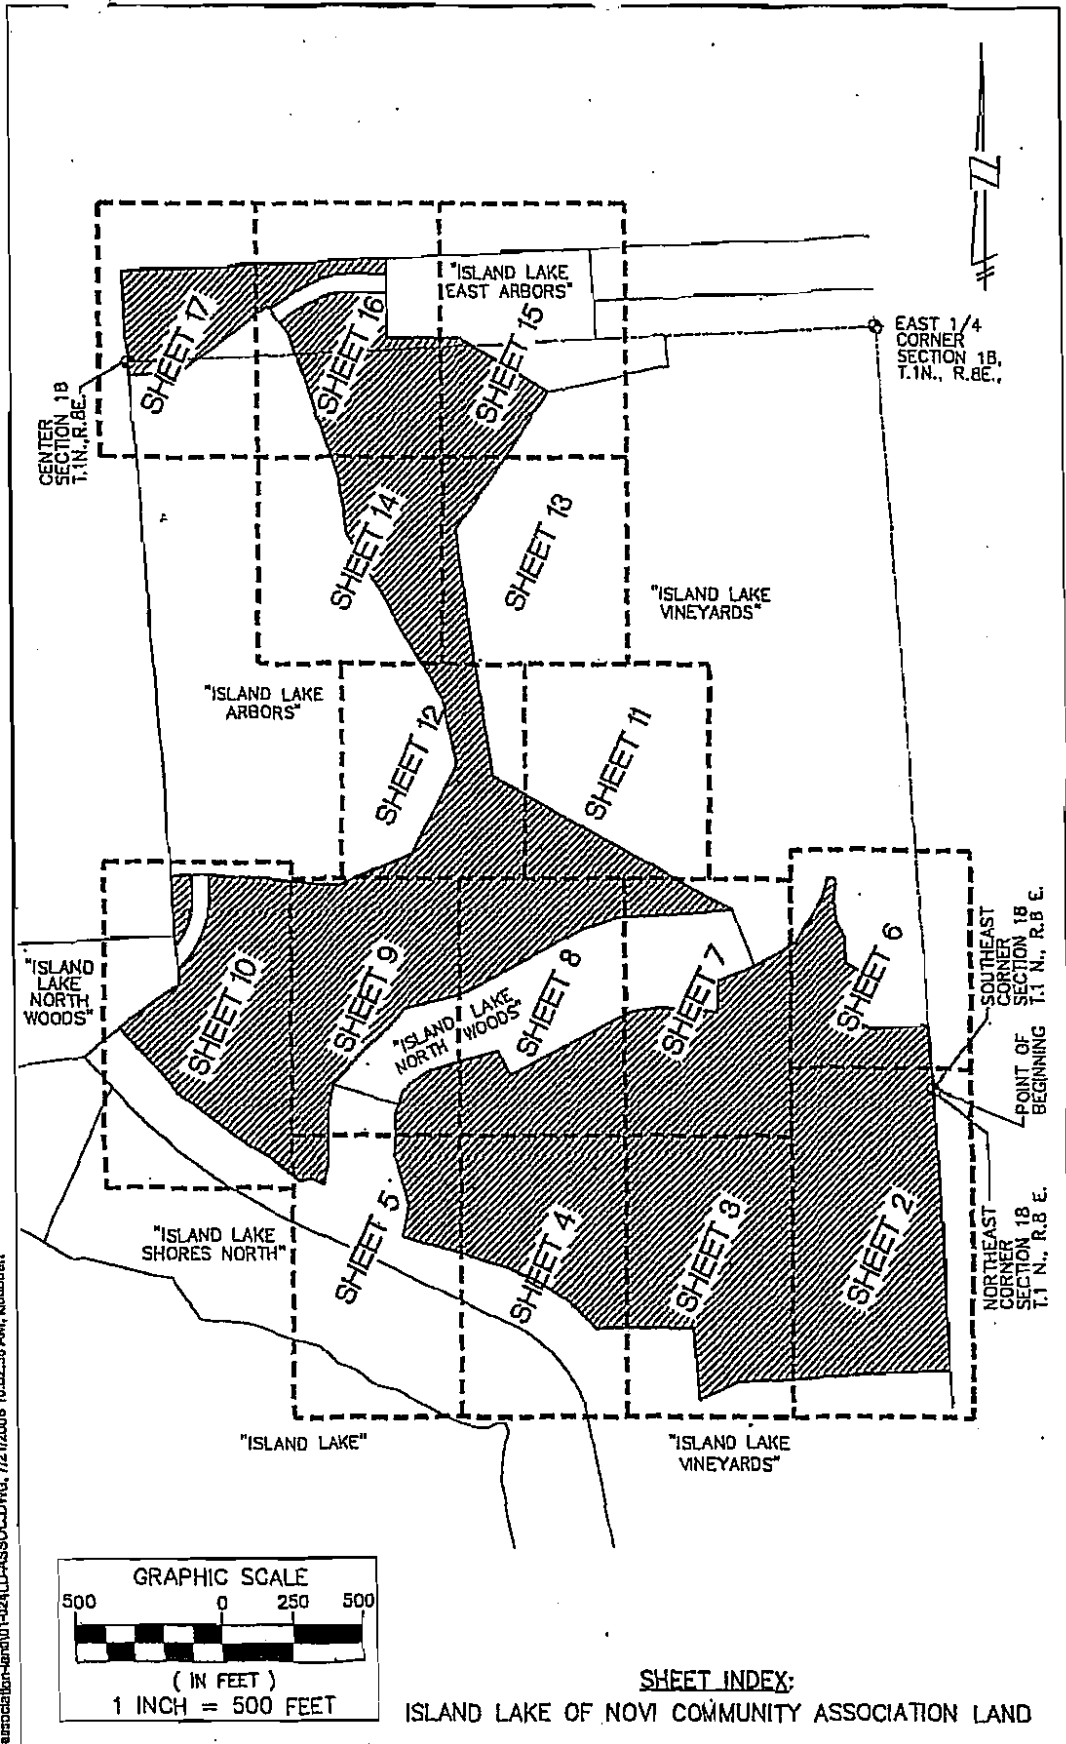 "ISLAND LAKE
EAST ARBORS"
SHEET 17
SHEET 16
SHEET 15
EAST 1/4
CORNER
SECTION 18,
T.1N., R.8E.,
CENTER
SECTION 18
T.1N.,R.8E.
SHEET 14
SHEET 13
"ISLAND LAKE
VINEYARDS"
"ISLAND LAKE
ARBORS"
SHEET 12
SHEET 11
"ISLAND
LAKE
NORTH
WOODS"
SHEET 10
SHEET 9
"ISLAND LAKE
NORTH WOODS"
SHEET 8
SHEET 7
SHEET 6
SOUTHEAST
CORNER
SECTION 18
T.1 N., R.8 E.
POINT OF
BEGINNING
"ISLAND LAKE
SHORES NORTH"
SHEET 5
SHEET 4
SHEET 3
SHEET 2
NORTHEAST
CORNER
SECTION 18
T.1 N., R.8 E.
"ISLAND LAKE"
"ISLAND LAKE
VINEYARDS"
GRAPHIC SCALE
500 0 250 500
( IN FEET )
1 INCH = 500 FEET
SHEET INDEX:
ISLAND LAKE OF NOVI COMMUNITY ASSOCIATION LAND